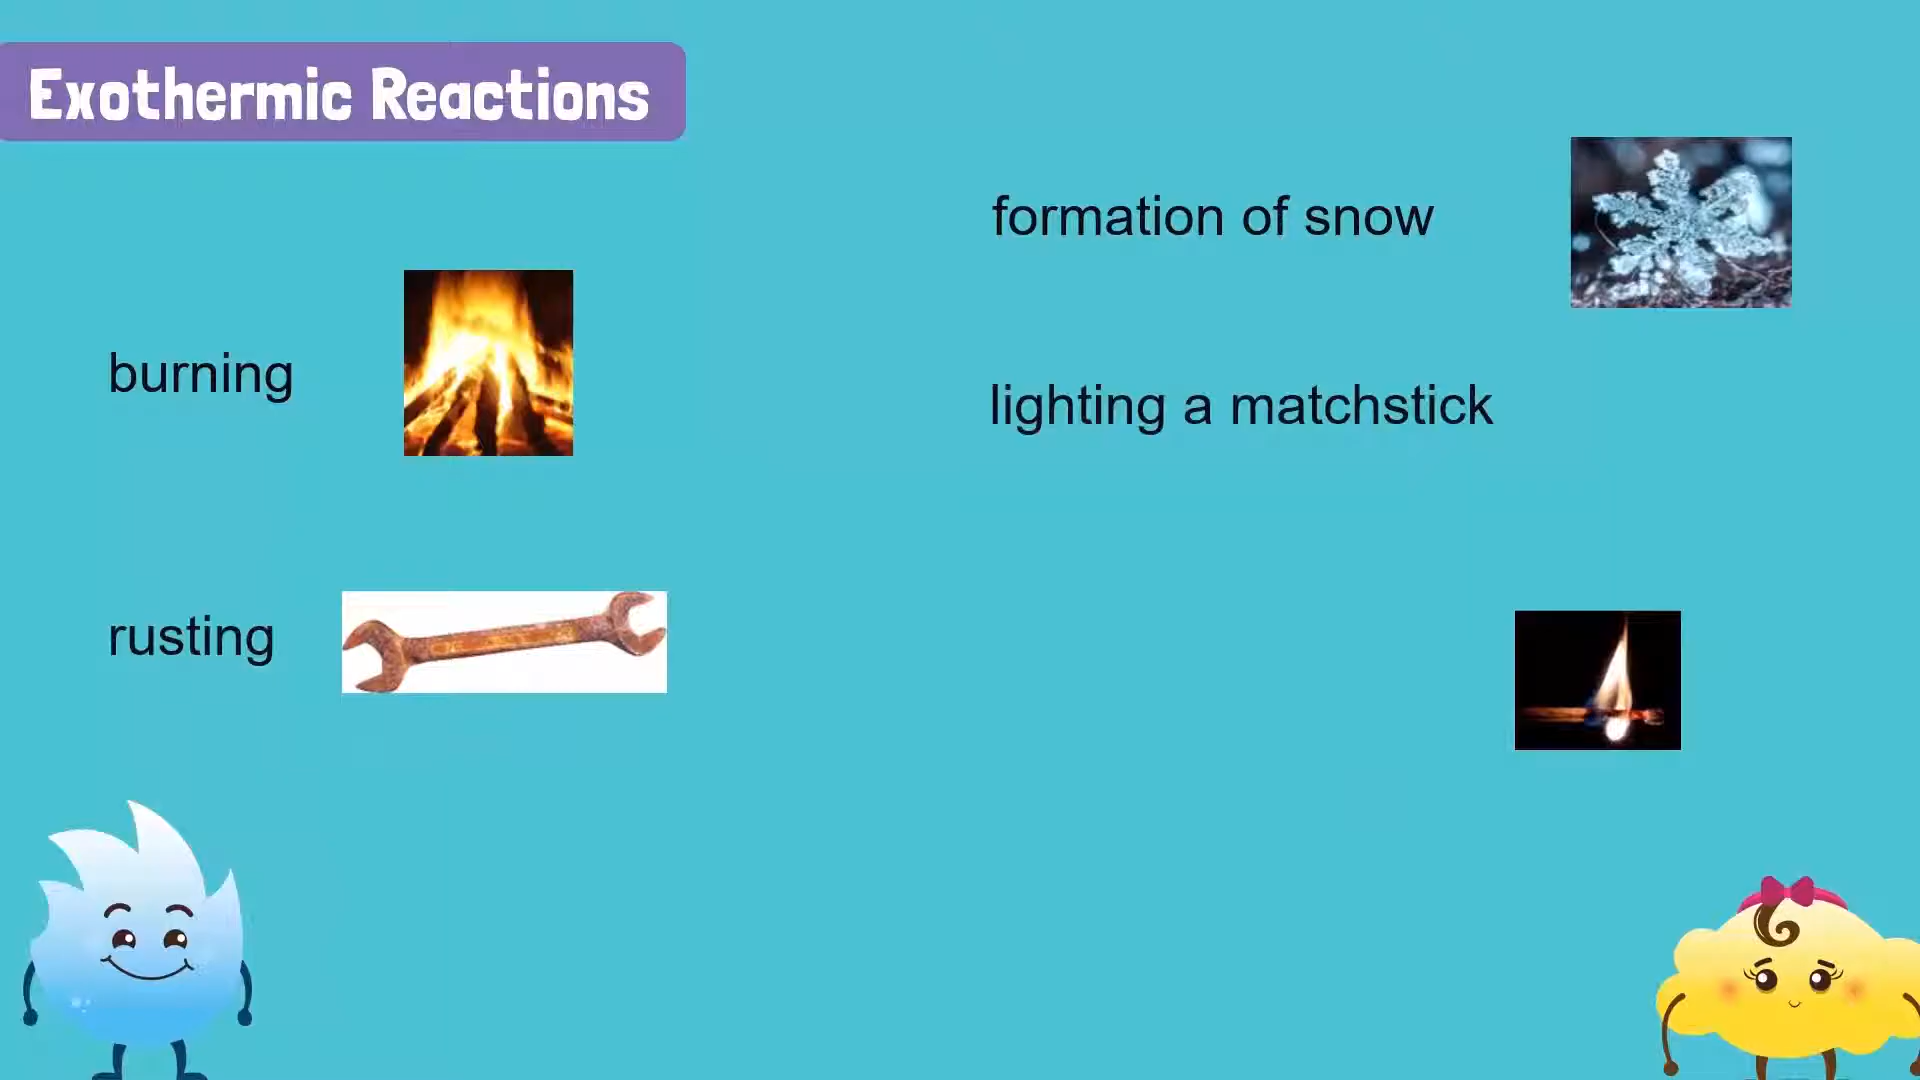 Exothermic Reactions
burning
rusting
formation of snow
lighting a matchstick